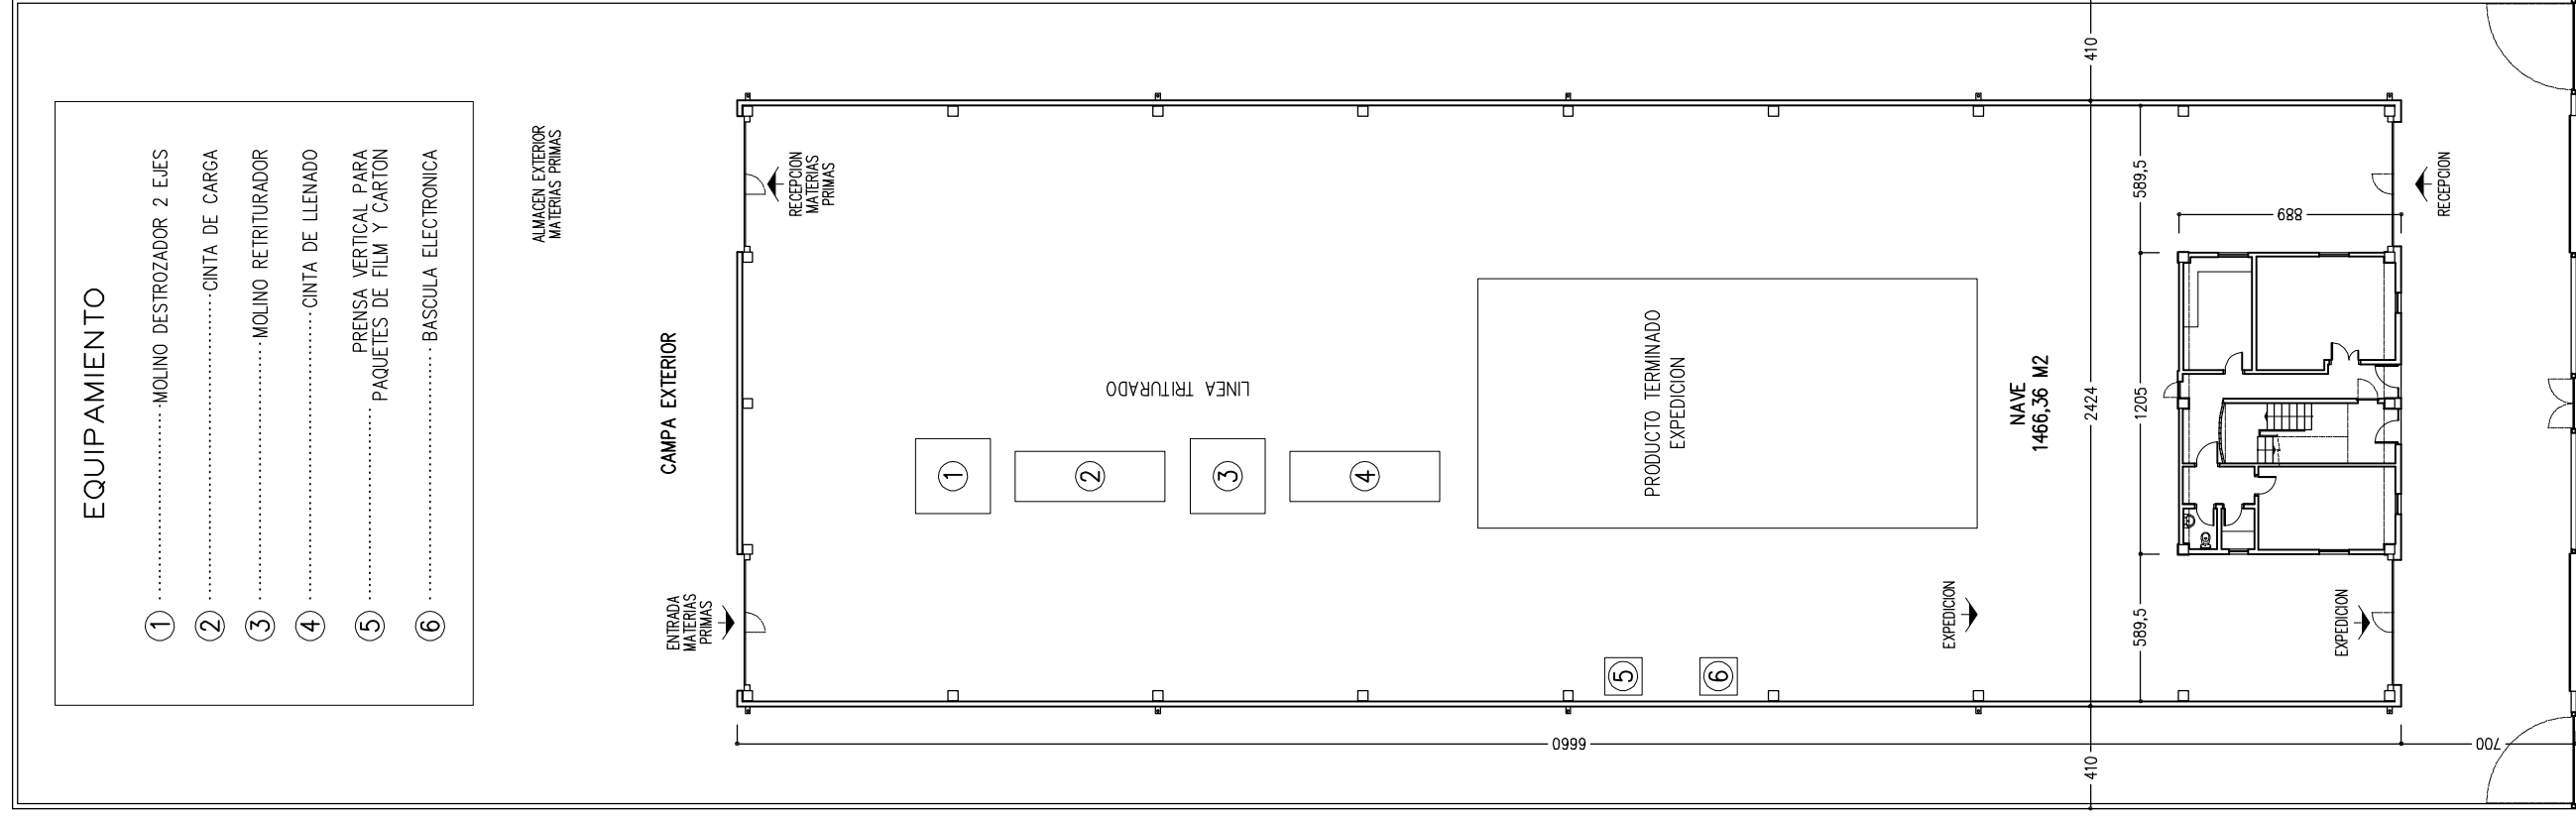 EQUIPAMIENTO
1 MOLINO DESTROZADOR 2 EJES
2 CINTA DE CARGA
3 MOLINO RETRITURADOR
4 CINTA DE LLENADO
5 PRENSA VERTICAL PARA
PAQUETES DE FILM Y CARTON
6 BASCULA ELECTRONICA
ALMACEN EXTERIOR
MATERIAS PRIMAS
CAMPA EXTERIOR
ENTRADA
MATERIAS
PRIMAS
RECEPCION
MATERIAS
PRIMAS
LINEA TRITURADO
1
2
3
4
PRODUCTO TERMINADO
EXPEDICION
5
6
EXPEDICION
NAVE
1466,36 M2
410
2424
410
589,5
1205
589,5
889
6660
700
EXPEDICION
RECEPCION